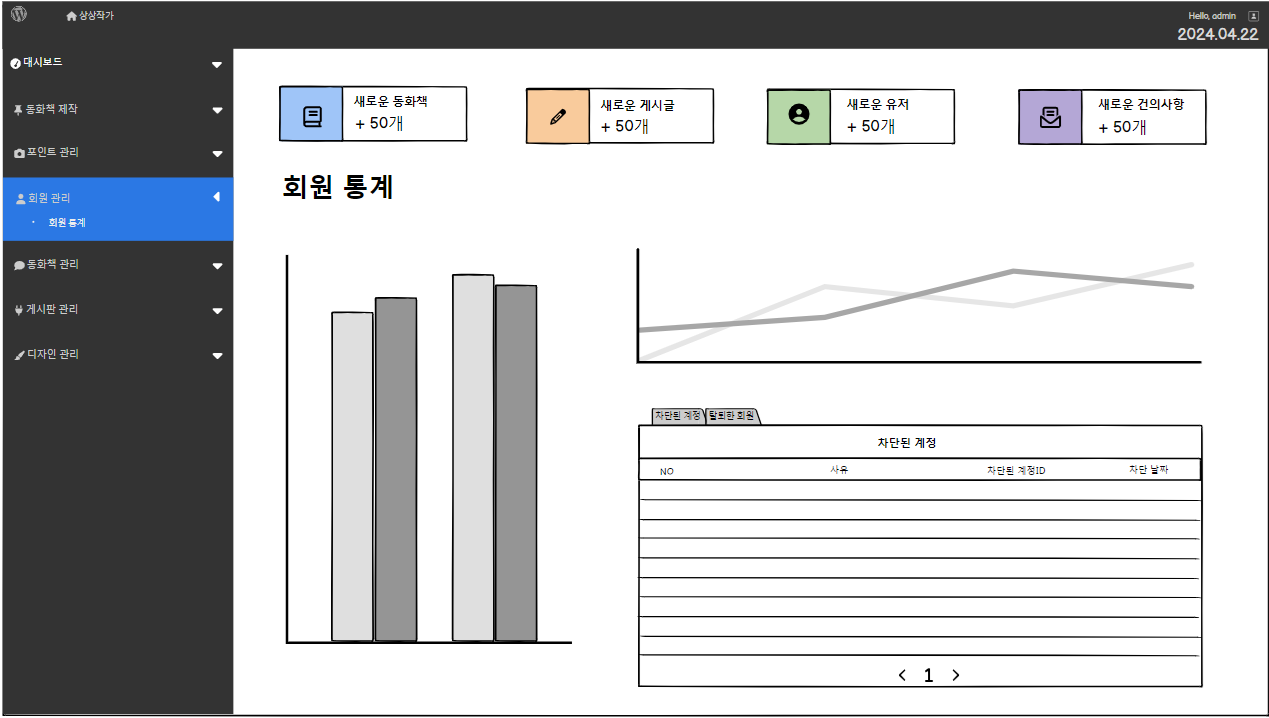 상상작가
Hello, admin
2024.04.22
대시보드
동화책 제작
포인트 관리
회원 관리
· 회원 통계
동화책 관리
게시판 관리
디자인 관리
새로운 동화책
+ 50개
새로운 게시글
+ 50개
새로운 유저
+ 50개
새로운 건의사항
+ 50개
회원 통계
차단된 계정 탈퇴한 회원
차단된 계정
NO 사유 차단된 계정ID 차단 날짜
< 1 >